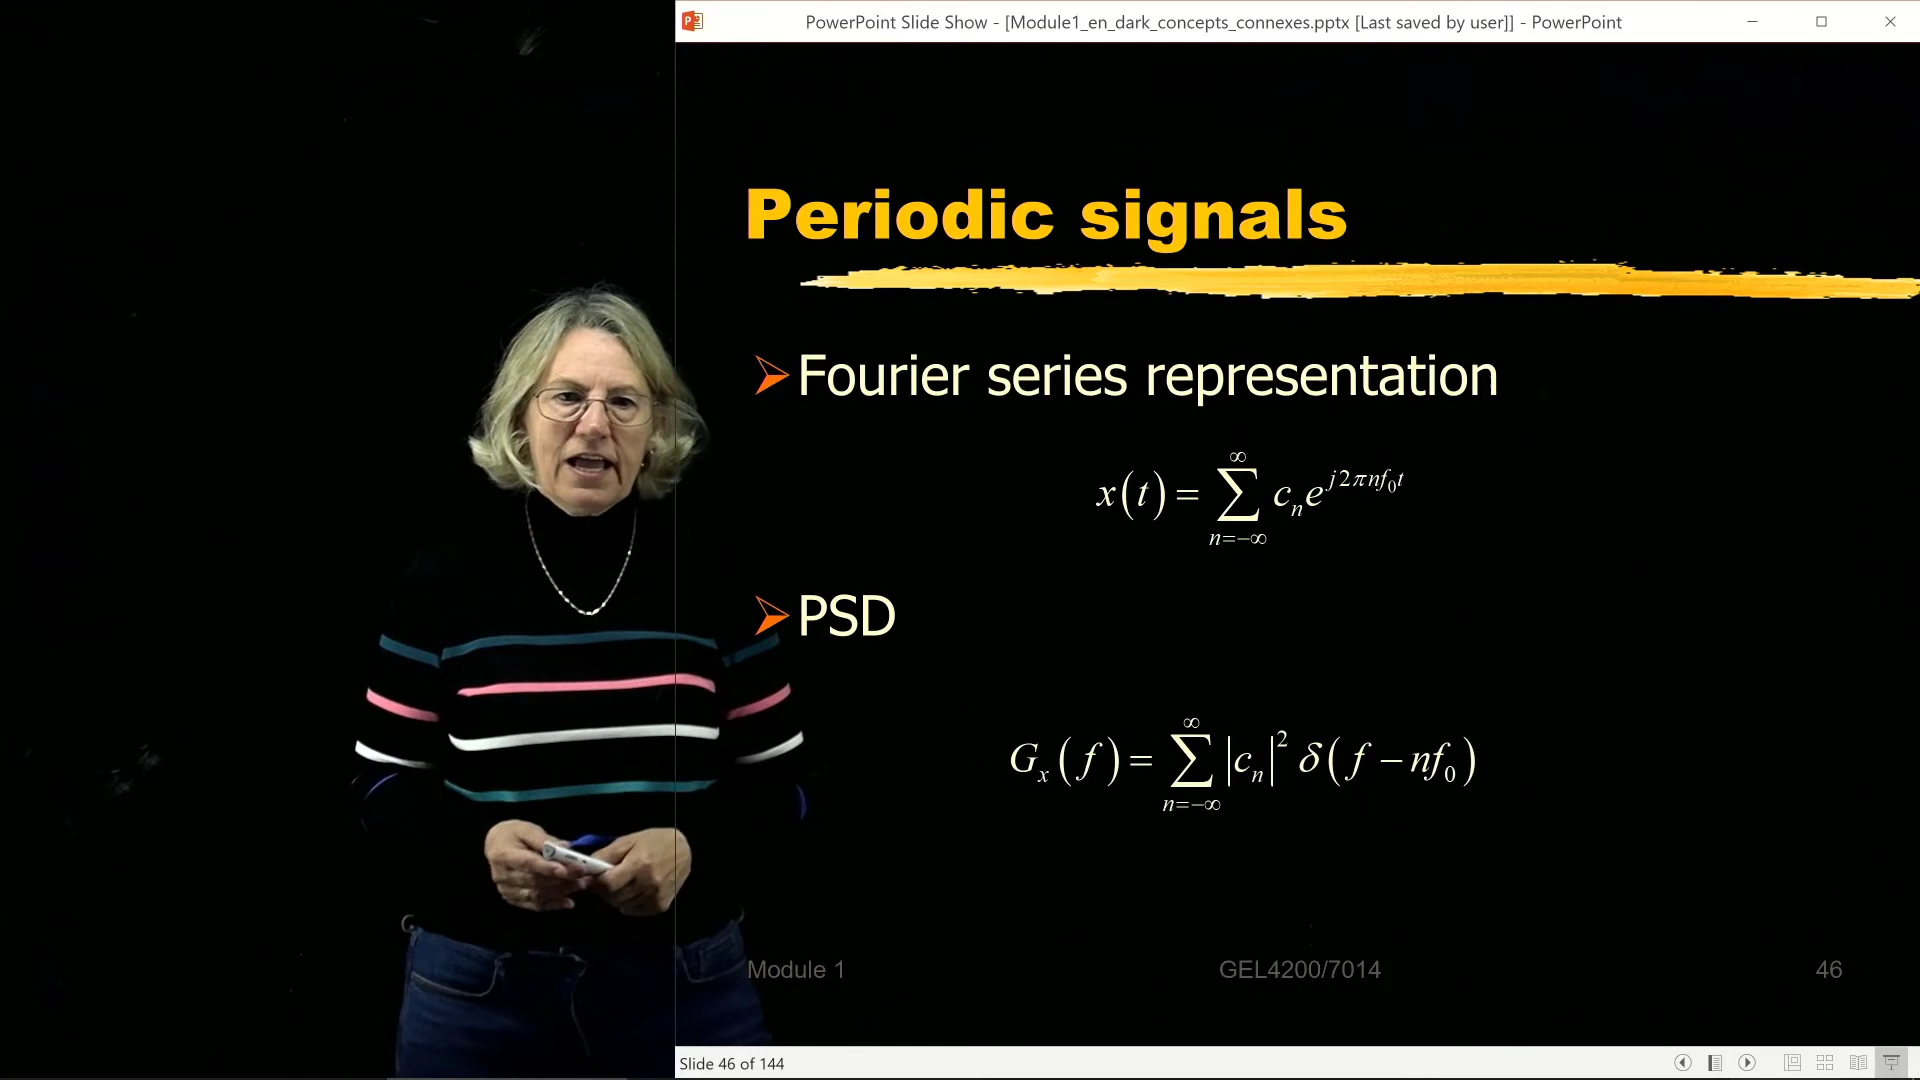 PowerPoint Slide Show - [Module1_en_dark_concepts_connexes.pptx [Last saved by user]] - PowerPoint
Periodic signals
Fourier series representation
x(t) = ∑_{n=-∞}^{∞} c_n e^{j2πnf_0t}
PSD
G_x(f) = ∑_{n=-∞}^{∞} |c_n|^2 δ(f - nf_0)
Module 1 GEL4200/7014 46
Slide 46 of 144